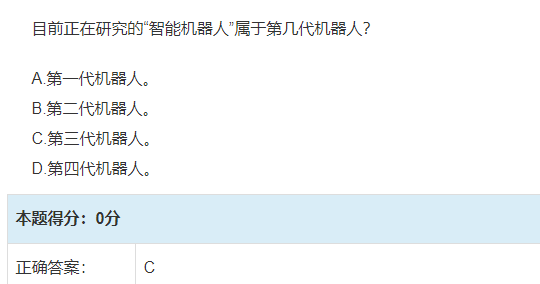 目前正在研究的“智能机器人”属于第几代机器人?
A.第一代机器人。
B.第二代机器人。
C.第三代机器人。
D.第四代机器人。
本题得分：0分
正确答案：
C